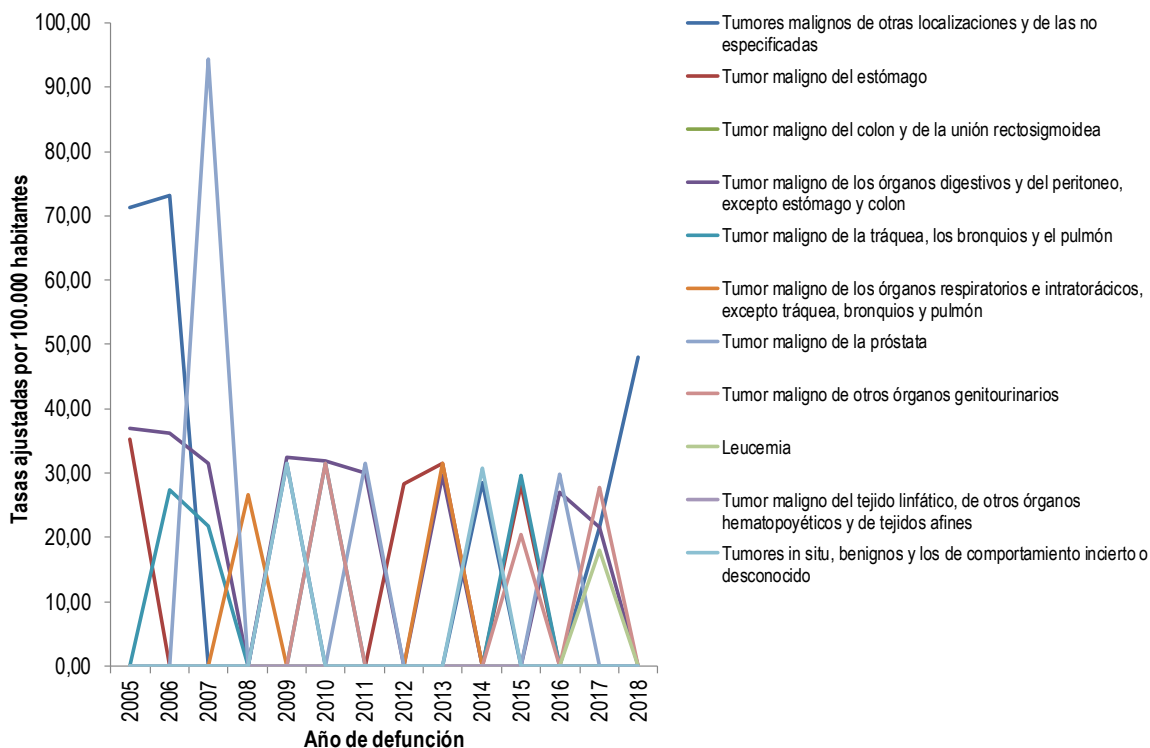 Tasas ajustadas por 100.000 habitantes
100,00
90,00
80,00
70,00
60,00
50,00
40,00
30,00
20,00
10,00
0,00
2005
2006
2007
2008
2009
2010
2011
2012
2013
2014
2015
2016
2017
2018
Año de defunción
Tumores malignos de otras localizaciones y de las no
especificadas
Tumor maligno del estómago
Tumor maligno del colon y de la unión rectosigmoidea
Tumor maligno de los órganos digestivos y del peritoneo,
excepto estómago y colon
Tumor maligno de la tráquea, los bronquios y el pulmón
Tumor maligno de los órganos respiratorios e intratorácicos,
excepto tráquea, bronquios y pulmón
Tumor maligno de la próstata
Tumor maligno de otros órganos genitourinarios
Leucemia
Tumor maligno del tejido linfático, de otros órganos
hematopoyéticos y de tejidos afines
Tumores in situ, benignos y los de comportamiento incierto o
desconocido